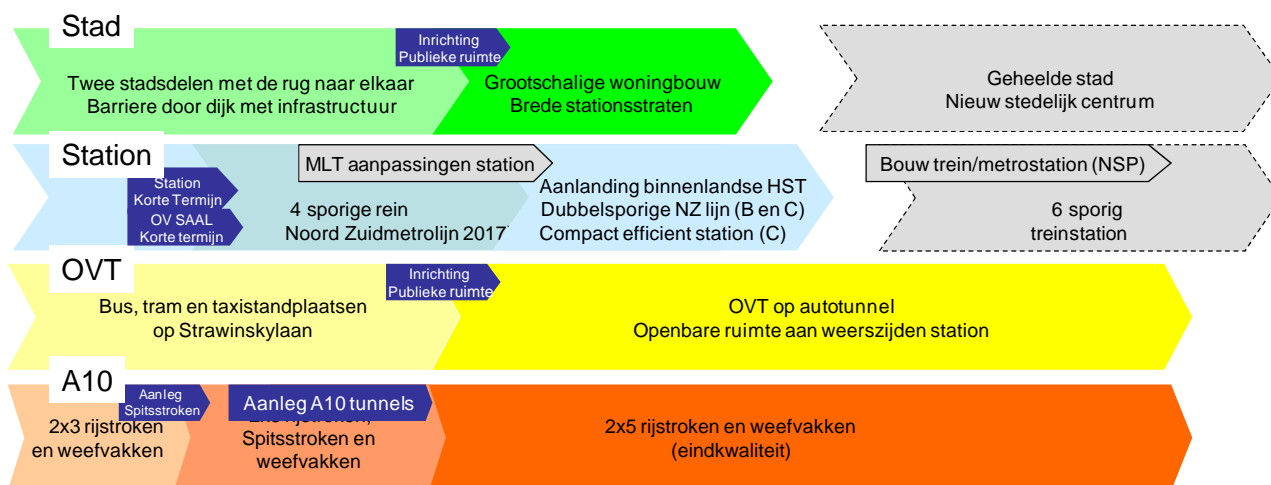 Stad
Inrichting
Publieke ruimte
Twee stadsdelen met de rug naar elkaar
Barriere door dijk met infrastructuur
Grootschalige woningbouw
Brede stationsstraten
Geheelde stad
Nieuw stedelijk centrum
Station
MLT aanpassingen station
Bouw trein/metrostation (NSP)
Station
Korte Termijn
OV SAAL
Korte termijn
4 sporige rein
Noord Zuidmetrolijn 2017
Aanlanding binnenlandse HST
Dubbelsporige NZ lijn (B en C)
Compact efficient station (C)
6 sporig
treinstation
OVT
Inrichting
Publieke ruimte
Bus, tram en taxistandplaatsen
op Strawinskylaan
OVT op autotunnel
Openbare ruimte aan weerszijden station
A10
Aanleg
Spitsstroken
Aanleg A10 tunnels
2x3 rijstroken
en weefvakken
rijstroken,
Spitsstroken en
weefvakken
2x5 rijstroken en weefvakken
(eindkwaliteit)